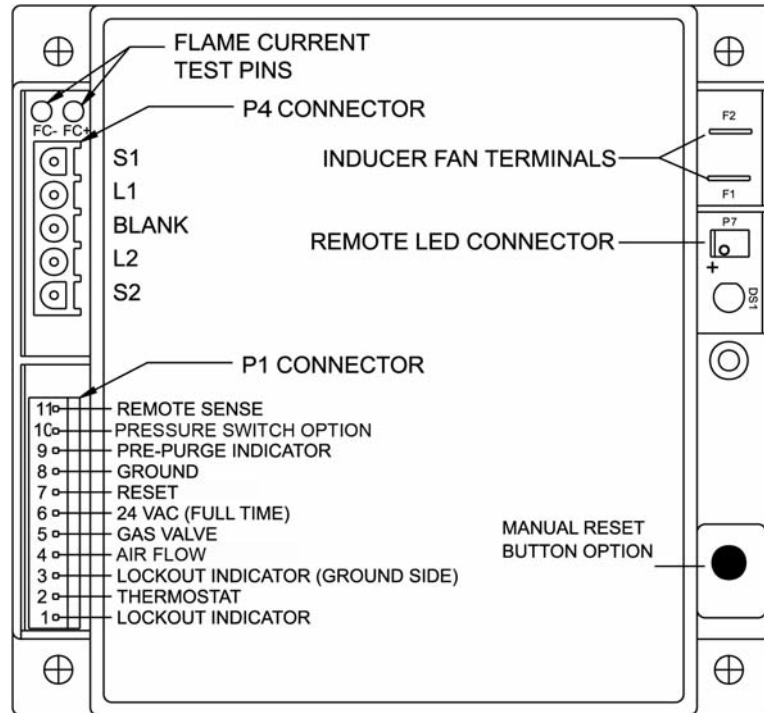 FLAME CURRENT
TEST PINS
FC- FC+
P4 CONNECTOR
S1
L1
BLANK
L2
S2
INDUCER FAN TERMINALS
F2
F1
REMOTE LED CONNECTOR
P7
+
DS1
P1 CONNECTOR
11 REMOTE SENSE
10 PRESSURE SWITCH OPTION
9 PRE-PURGE INDICATOR
8 GROUND
7 RESET
6 24 VAC (FULL TIME)
5 GAS VALVE
4 AIR FLOW
3 LOCKOUT INDICATOR (GROUND SIDE)
2 THERMOSTAT
1 LOCKOUT INDICATOR
MANUAL RESET
BUTTON OPTION